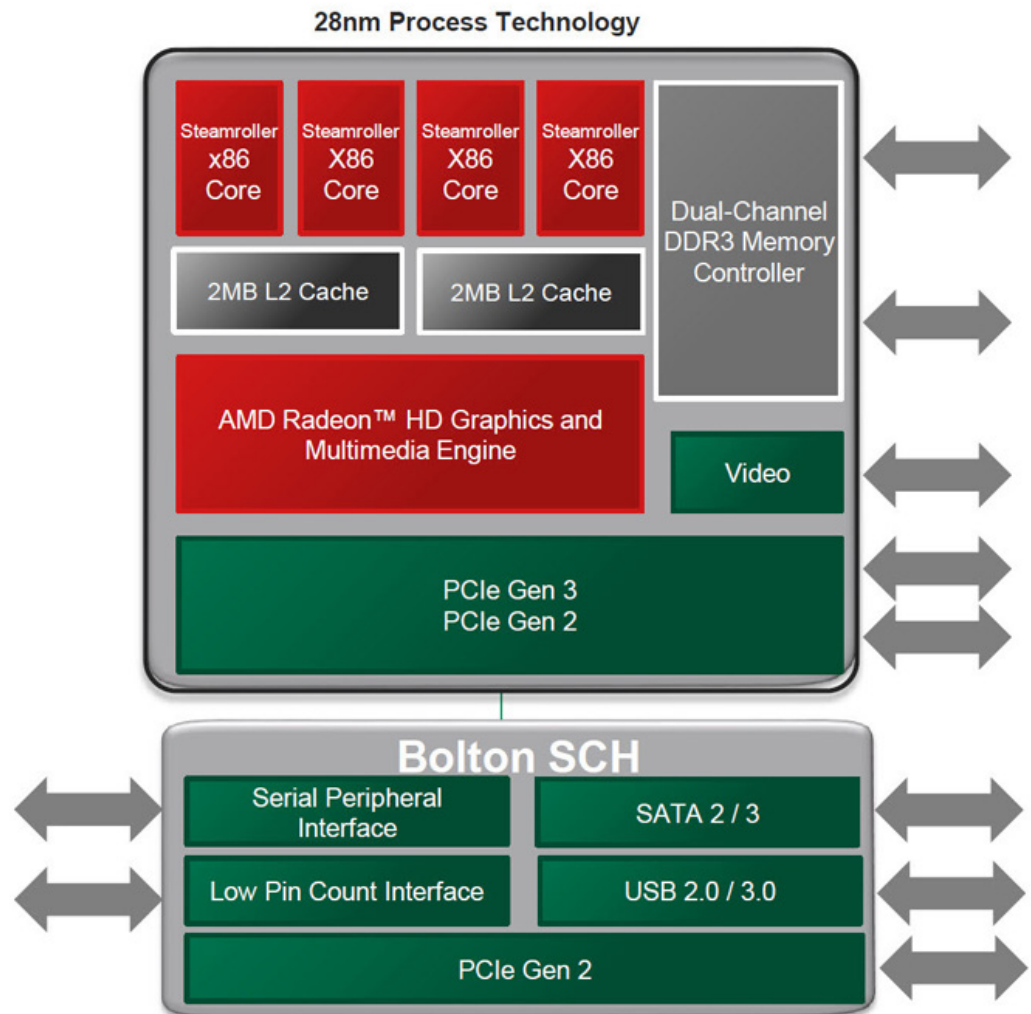 28nm Process Technology
Steamroller
x86
Core
Steamroller
X86
Core
Steamroller
X86
Core
Steamroller
X86
Core
Dual-Channel
DDR3 Memory
Controller
2MB L2 Cache
2MB L2 Cache
AMD Radeon™ HD Graphics and
Multimedia Engine
Video
PCIe Gen 3
PCIe Gen 2
Bolton SCH
Serial Peripheral
Interface
SATA 2 / 3
Low Pin Count Interface
USB 2.0 / 3.0
PCIe Gen 2